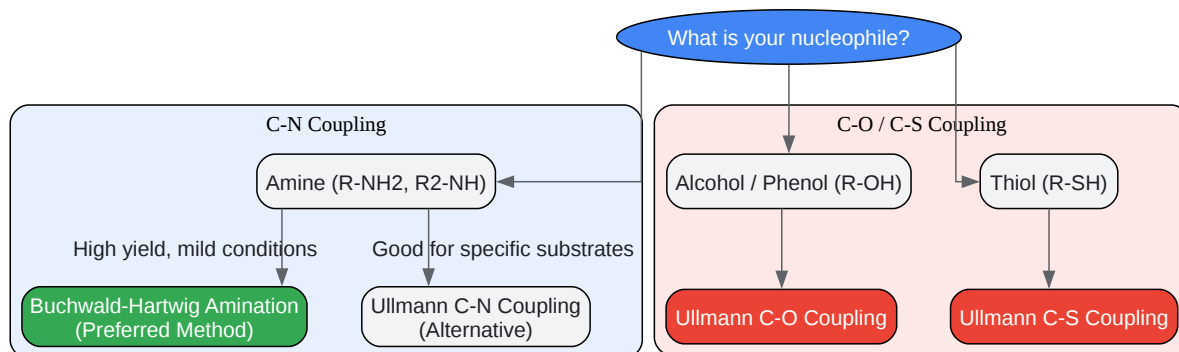 What is your nucleophile?
C-N Coupling
C-O / C-S Coupling
Amine (R-NH2, R2-NH)
Alcohol / Phenol (R-OH)
Thiol (R-SH)
High yield, mild conditions
Good for specific substrates
Buchwald-Hartwig Amination
(Preferred Method)
Ullmann C-N Coupling
(Alternative)
Ullmann C-O Coupling
Ullmann C-S Coupling